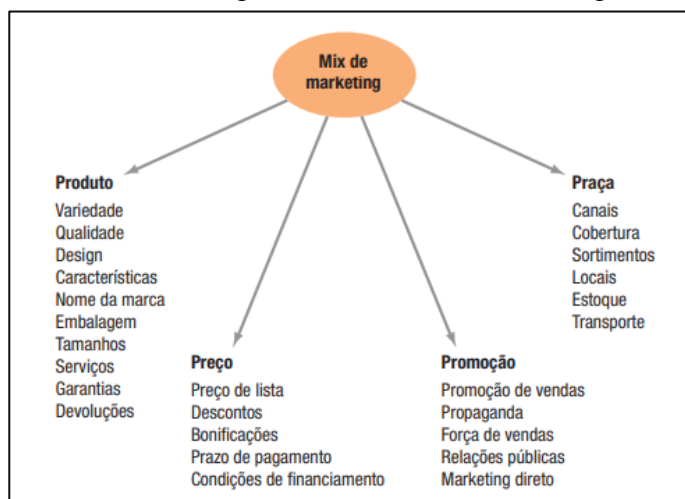 Mix de
marketing
Produto
Variedade
Qualidade
Design
Características
Nome da marca
Embalagem
Tamanhos
Serviços
Garantias
Devoluções
Preço
Preço de lista
Descontos
Bonificações
Prazo de pagamento
Condições de financiamento
Promoção
Promoção de vendas
Propaganda
Força de vendas
Relações públicas
Marketing direto
Praça
Canais
Cobertura
Sortimentos
Locais
Estoque
Transporte